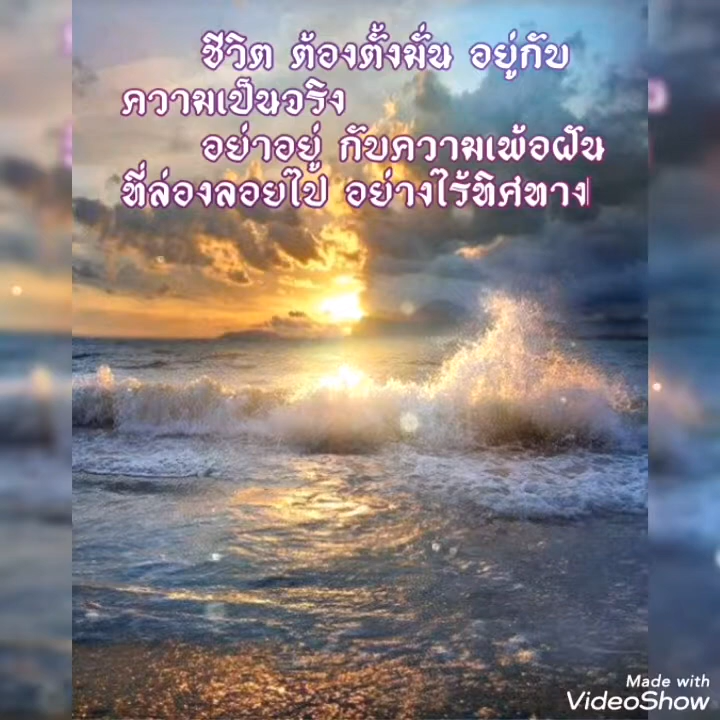 ชีวิต ต้องตั้งมั่น อยู่กับ
ความเป็นจริง
อย่าอยู่ กับความเพ้อฝัน
ที่ล่องลอยไป อย่างไร้ทิศทาง
Made with
VideoShow